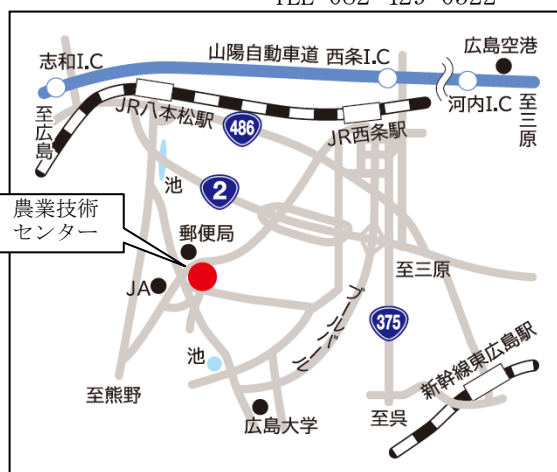 TEL 082-429-0522
志和I.C
山陽自動車道
西条I.C
広島空港
至広島
JR八本松駅
486
JR西条駅
河内I.C
至三原
池
2
農業技術
センター
郵便局
JA
至三原
ブールバール
375
池
新幹線東広島駅
至熊野
広島大学
至呉